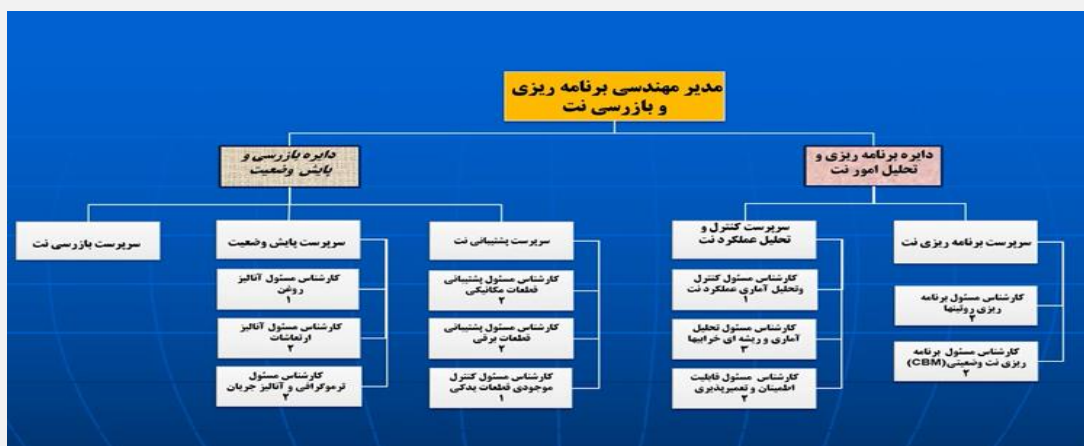 مدیر مهندسی برنامه ریزی
و بازرسی نت
دایره برنامه ریزی و
تحلیل امور نت
دایره بازرسی و
پایش وضعیت
سرپرست برنامه ریزی نت
سرپرست کنترل و
تحلیل عملکرد نت
سرپرست پشتیبانی نت
سرپرست پایش وضعیت
سرپرست بازرسی نت
کارشناس مسئول برنامه
ریزی روتینها
۲
کارشناس مسئول برنامه
ریزی نت وضعیتی(CBM)
۲
کارشناس مسئول کنترل
وتحلیل آماری عملکرد نت
۱
کارشناس مسئول تحلیل
آماری و ریشه ای خرابیها
۳
کارشناس مسئول قابلیت
اطمینان و تعمیرپذیری
۲
کارشناس مسئول پشتیبانی
قطعات مکانیکی
۲
کارشناس مسئول پشتیبانی
قطعات برقی
۲
کارشناس مسئول کنترل
موجودی قطعات یدکی
۱
کارشناس مسئول آنالیز
روغن
۱
کارشناس مسئول آنالیز
ارتعاشات
۲
کارشناس مسئول
ترموگرافی و آنالیز جریان
۲